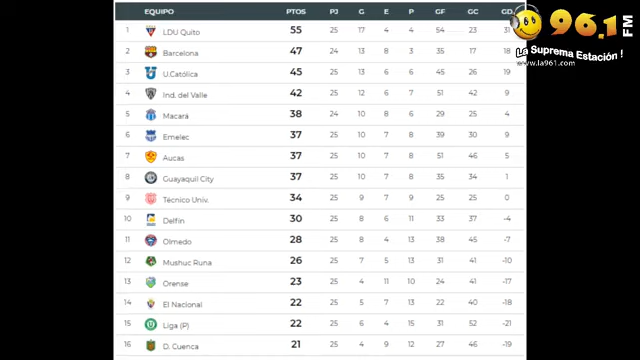 EQUIPO PTOS PJ G E P GF GC GD
1 LDU Quito 55 25 17 4 4 54 23 31
2 Barcelona 47 24 13 8 3 35 17 18
3 U.Católica 45 25 13 6 6 45 26 19
4 Ind. del Valle 42 25 12 6 7 51 42 9
5 Macará 38 24 10 8 6 29 25 4
6 Emelec 37 25 10 7 8 39 30 9
7 Aucas 37 25 10 7 8 51 46 5
8 Guayaquil City 37 25 10 7 8 35 34 1
9 Técnico Univ. 34 25 9 7 9 25 25 0
10 Delfín 30 25 8 6 11 33 37 -4
11 Olmedo 28 25 8 4 13 38 45 -7
12 Mushuc Runa 26 25 7 5 13 31 41 -10
13 Orense 23 25 4 11 10 24 41 -17
14 El Nacional 22 25 5 7 13 22 40 -18
15 Liga (P) 22 25 6 4 15 31 52 -21
16 D. Cuenca 21 25 4 9 12 27 46 -19
96.1 FM
La Suprema Estación !
www.la961.com